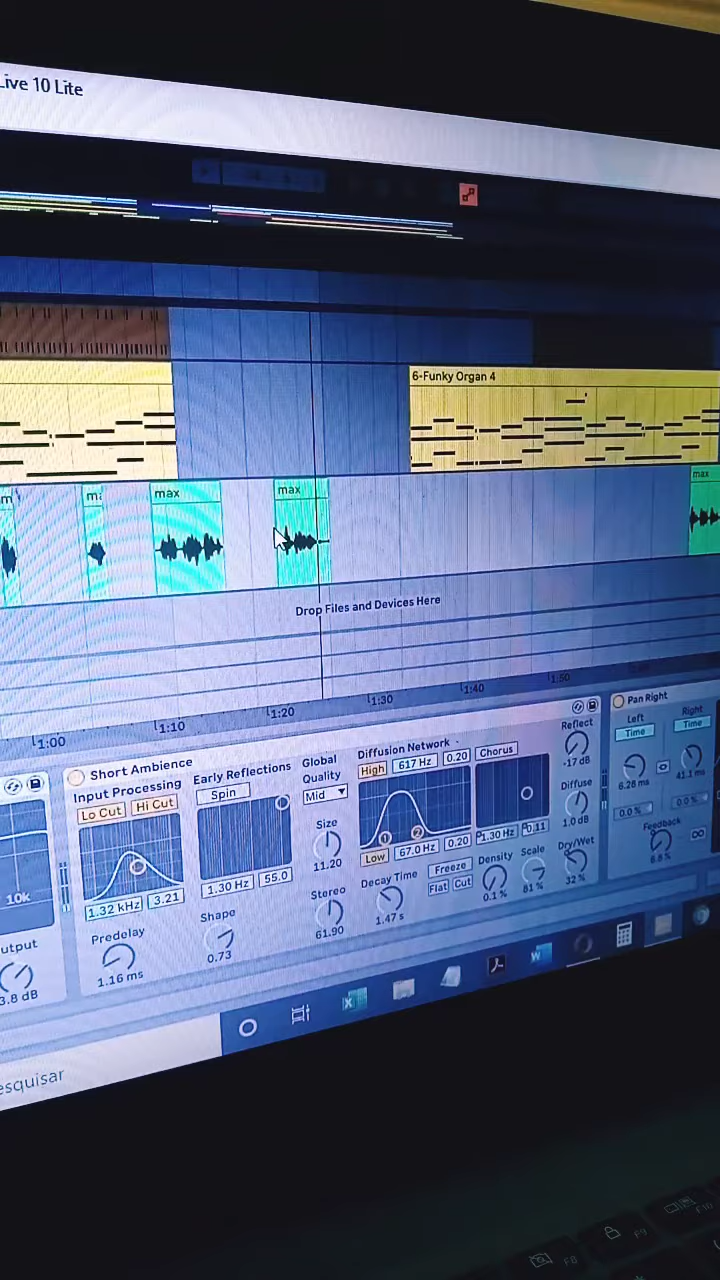 Live 10 Lite
6-Funky Organ 4
max
max
max
Drop Files and Devices Here
1:00
1:10
1:20
1:30
1:40
1:50
Short Ambience
Input Processing
Lo Cut
Hi Cut
1.32 kHz
3.21
Predelay
1.16 ms
Early Reflections
Spin
1.30 Hz
55.0
Shape
0.73
Global
Quality
Mid
Size
11.20
Stereo
61.90
Diffusion Network
High
617 Hz
0.20
Chorus
1
2
Low
67.0 Hz
0.20
1.30 Hz
0.11
Decay Time
1.47 s
Freeze
Flat
Cut
Density
0.1 %
Scale
81 %
Reflect
-17 dB
Diffuse
1.0 dB
Dry/Wet
32 %
Pan Right
Left
Time
6.28 ms
0.0 %
Right
Time
41.1 ms
0.0 %
Feedback
6.8 %
10k
utput
3.8 dB
esquisar
F8
F9
F10